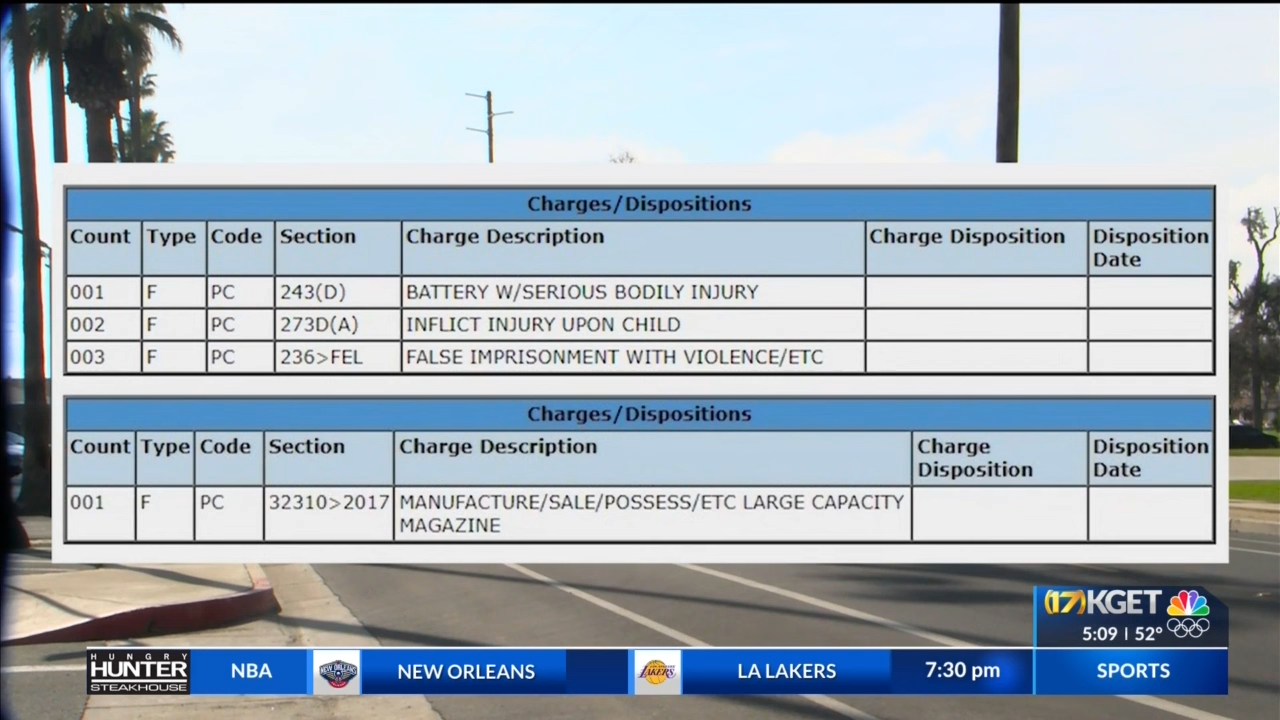 Charges/Dispositions
Count Type Code Section Charge Description Charge Disposition Disposition Date
001 F PC 243(D) BATTERY W/SERIOUS BODILY INJURY
002 F PC 273D(A) INFLICT INJURY UPON CHILD
003 F PC 236>FEL FALSE IMPRISONMENT WITH VIOLENCE/ETC
Charges/Dispositions
Count Type Code Section Charge Description Charge Disposition Disposition Date
001 F PC 32310>2017 MANUFACTURE/SALE/POSSESS/ETC LARGE CAPACITY
MAGAZINE
(17) KGET
5:09 | 52°
HUNGRY
HUNTER
STEAKHOUSE
NBA NEW ORLEANS LAKERS LA LAKERS 7:30 pm SPORTS